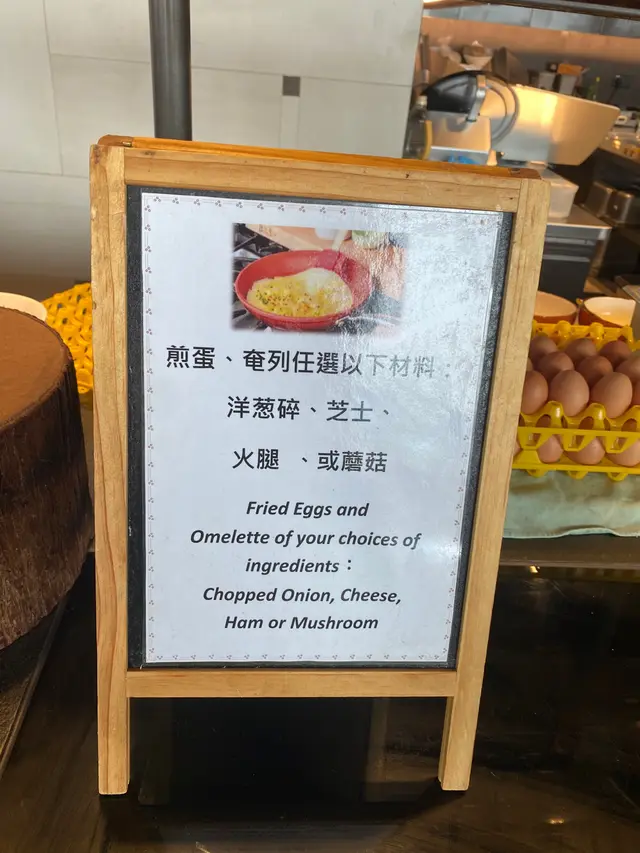 煎蛋、奄列任選以下材料：
洋葱碎、芝士、
火腿 、或蘑菇
Fried Eggs and
Omelette of your choices of
ingredients：
Chopped Onion, Cheese,
Ham or Mushroom